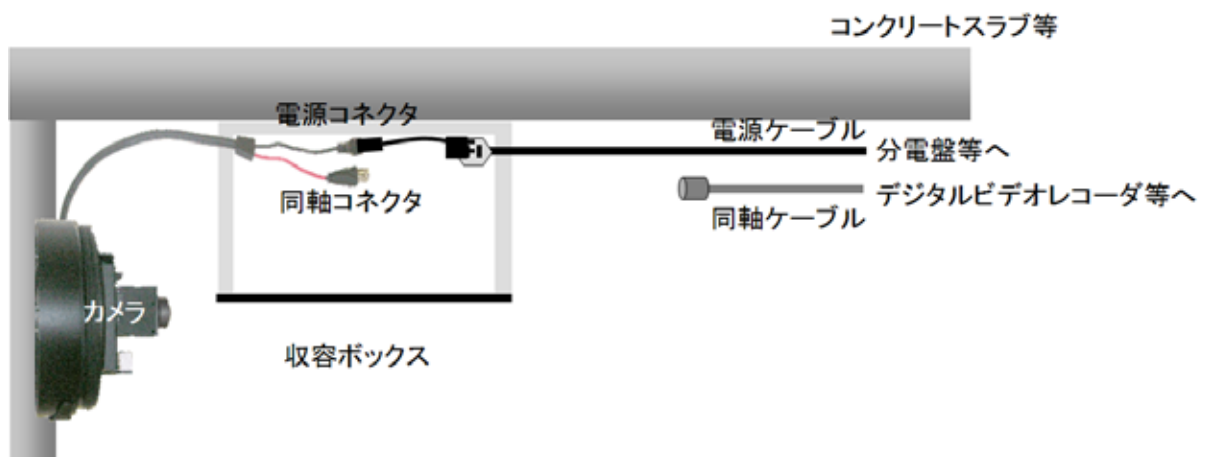 コンクリートスラブ等
電源コネクタ
電源ケーブル
分電盤等へ
同軸コネクタ
デジタルビデオレコーダ等へ
同軸ケーブル
カメラ
収容ボックス